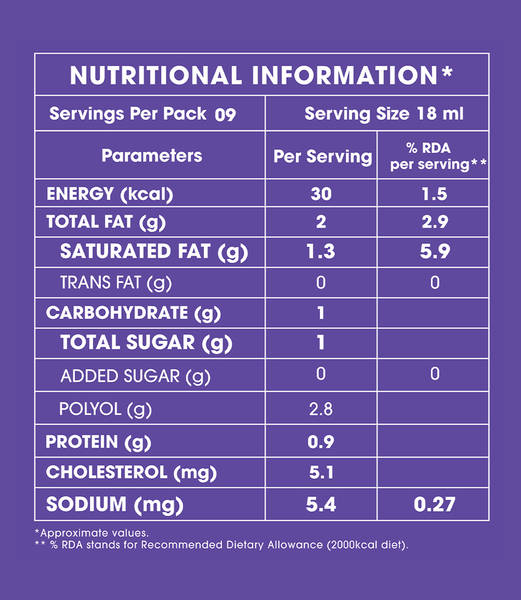 NUTRITIONAL INFORMATION*
Servings Per Pack 09 Serving Size 18 ml
Parameters Per Serving % RDA per serving**
ENERGY (kcal) 30 1.5
TOTAL FAT (g) 2 2.9
SATURATED FAT (g) 1.3 5.9
TRANS FAT (g) 0 0
CARBOHYDRATE (g) 1
TOTAL SUGAR (g) 1
ADDED SUGAR (g) 0 0
POLYOL (g) 2.8
PROTEIN (g) 0.9
CHOLESTEROL (mg) 5.1
SODIUM (mg) 5.4 0.27
*Approximate values.
** % RDA stands for Recommended Dietary Allowance (2000kcal diet).